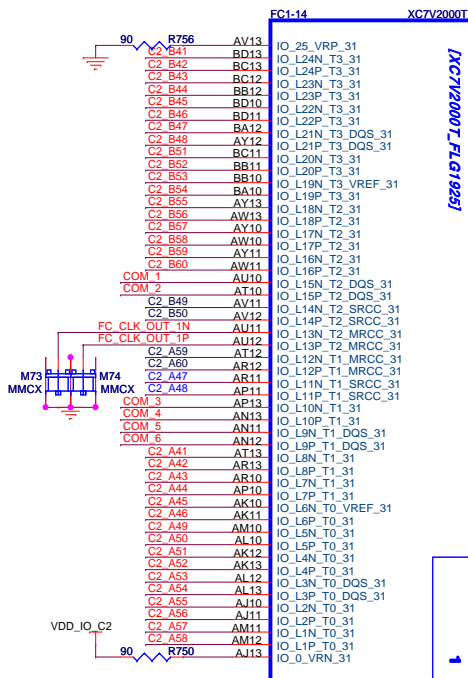 FC1-14 XC7V2000T
[XC7V2000T_FLG1925]
90 R756 AV13 IO_25_VRP_31
C2_B41 BD13 IO_L24N_T3_31
C2_B42 BC13 IO_L24P_T3_31
C2_B43 BC12 IO_L23N_T3_31
C2_B44 BB12 IO_L23P_T3_31
C2_B45 BD10 IO_L22N_T3_31
C2_B46 BD11 IO_L22P_T3_31
C2_B47 BA12 IO_L21N_T3_DQS_31
C2_B48 AY12 IO_L21P_T3_DQS_31
C2_B51 BC11 IO_L20N_T3_31
C2_B52 BB11 IO_L20P_T3_31
C2_B53 BB10 IO_L19N_T3_VREF_31
C2_B54 BA10 IO_L19P_T3_31
C2_B55 AY13 IO_L18N_T2_31
C2_B56 AW13 IO_L18P_T2_31
C2_B57 AY10 IO_L17N_T2_31
C2_B58 AW10 IO_L17P_T2_31
C2_B59 AY11 IO_L16N_T2_31
C2_B60 AW11 IO_L16P_T2_31
COM_1 AU10 IO_L15N_T2_DQS_31
COM_2 AT10 IO_L15P_T2_DQS_31
C2_B49 AV11 IO_L14N_T2_SRCC_31
C2_B50 AV12 IO_L14P_T2_SRCC_31
FC_CLK_OUT_1N AU11 IO_L13N_T2_MRCC_31
FC_CLK_OUT_1P AU12 IO_L13P_T2_MRCC_31
C2_A59 AT12 IO_L12N_T1_MRCC_31
C2_A60 AR12 IO_L12P_T1_MRCC_31
M73 MMCX M74 MMCX
C2_A47 AR11 IO_L11N_T1_SRCC_31
C2_A48 AP11 IO_L11P_T1_SRCC_31
COM_3 AP13 IO_L10N_T1_31
COM_4 AN13 IO_L10P_T1_31
COM_5 AN11 IO_L9N_T1_DQS_31
COM_6 AN12 IO_L9P_T1_DQS_31
C2_A41 AT13 IO_L8N_T1_31
C2_A42 AR13 IO_L8P_T1_31
C2_A43 AR10 IO_L7N_T1_31
C2_A44 AP10 IO_L7P_T1_31
C2_A45 AK10 IO_L6N_T0_VREF_31
C2_A46 AK11 IO_L6P_T0_31
C2_A49 AM10 IO_L5N_T0_31
C2_A50 AL10 IO_L5P_T0_31
C2_A51 AK12 IO_L4N_T0_31
C2_A52 AK13 IO_L4P_T0_31
C2_A53 AL12 IO_L3N_T0_DQS_31
C2_A54 AL13 IO_L3P_T0_DQS_31
C2_A55 AJ10 IO_L2N_T0_31
C2_A56 AJ11 IO_L2P_T0_31
VDD_IO_C2
C2_A57 AM11 IO_L1N_T0_31
C2_A58 AM12 IO_L1P_T0_31
90 R750 AJ13 IO_0_VRN_31
1